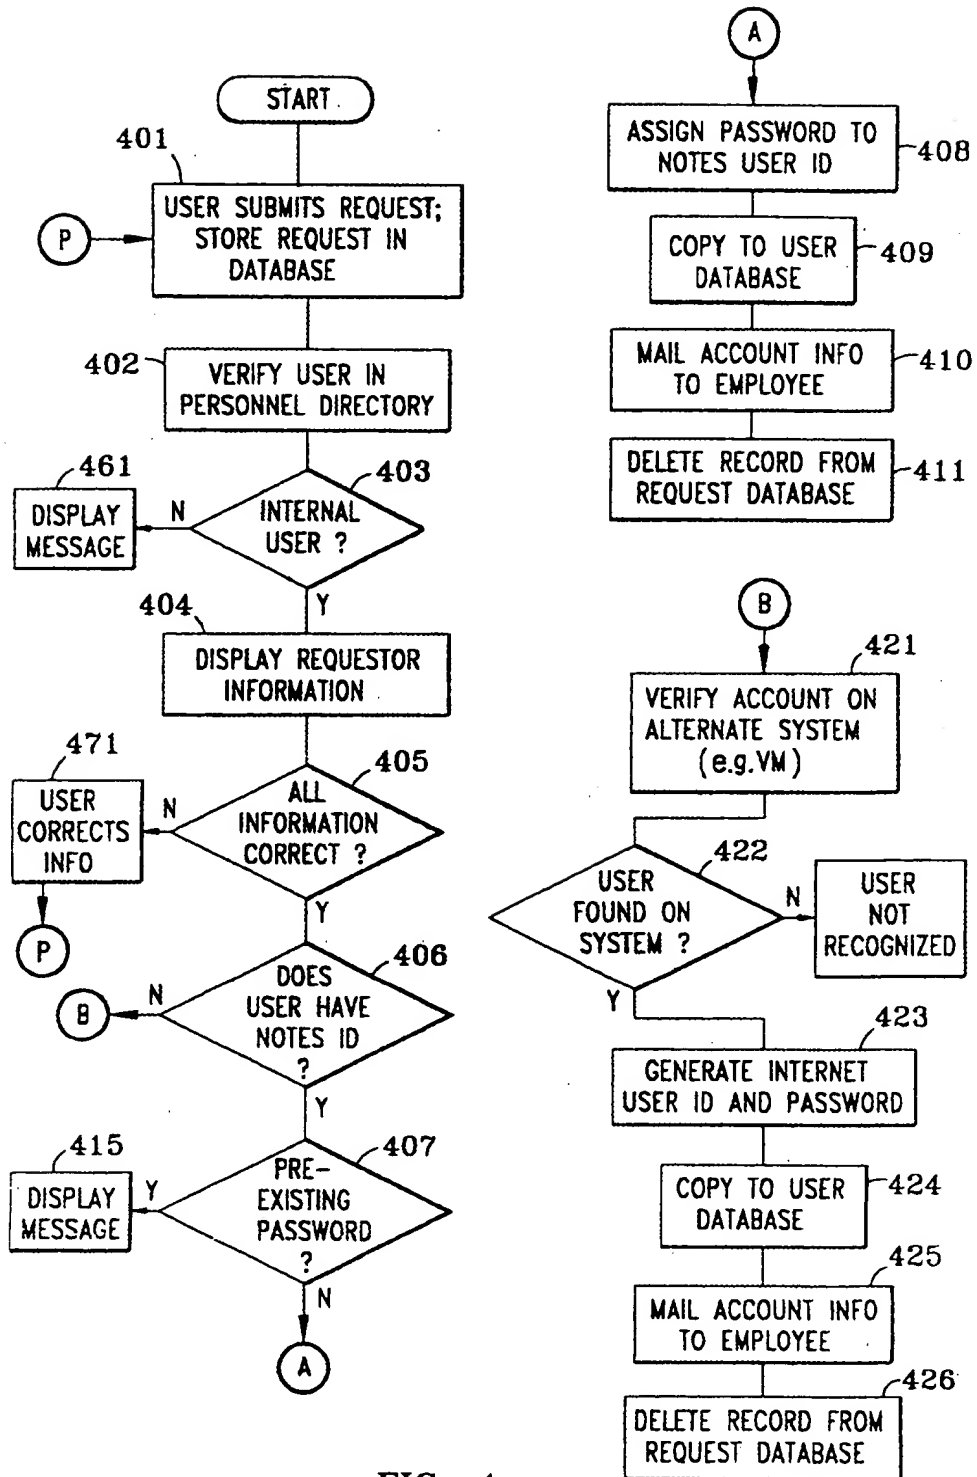 START
401
USER SUBMITS REQUEST;
STORE REQUEST IN
DATABASE
P
402
VERIFY USER IN
PERSONNEL DIRECTORY
461
DISPLAY
MESSAGE
N
403
INTERNAL
USER ?
Y
404
DISPLAY REQUESTOR
INFORMATION
471
USER
CORRECTS
INFO
N
405
ALL
INFORMATION
CORRECT ?
Y
P
406
DOES
USER HAVE
NOTES ID
?
N
B
Y
415
DISPLAY
MESSAGE
Y
407
PRE-
EXISTING
PASSWORD
?
N
A
A
ASSIGN PASSWORD TO
NOTES USER ID
408
COPY TO USER
DATABASE
409
MAIL ACCOUNT INFO
TO EMPLOYEE
410
DELETE RECORD FROM
REQUEST DATABASE
411
B
421
VERIFY ACCOUNT ON
ALTERNATE SYSTEM
(e.g.VM)
422
USER
FOUND ON
SYSTEM ?
N
USER
NOT
RECOGNIZED
Y
423
GENERATE INTERNET
USER ID AND PASSWORD
COPY TO USER
DATABASE
424
425
MAIL ACCOUNT INFO
TO EMPLOYEE
426
DELETE RECORD FROM
REQUEST DATABASE